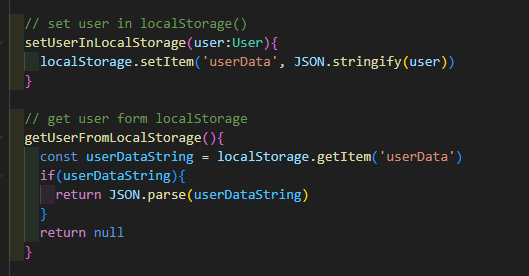 // set user in localStorage()
setUserInLocalStorage(user:User){
  localStorage.setItem('userData', JSON.stringify(user))
}

// get user form localStorage
getUserFromLocalStorage(){
  const userDataString = localStorage.getItem('userData')
  if(userDataString){
    return JSON.parse(userDataString)
  }
  return null
}